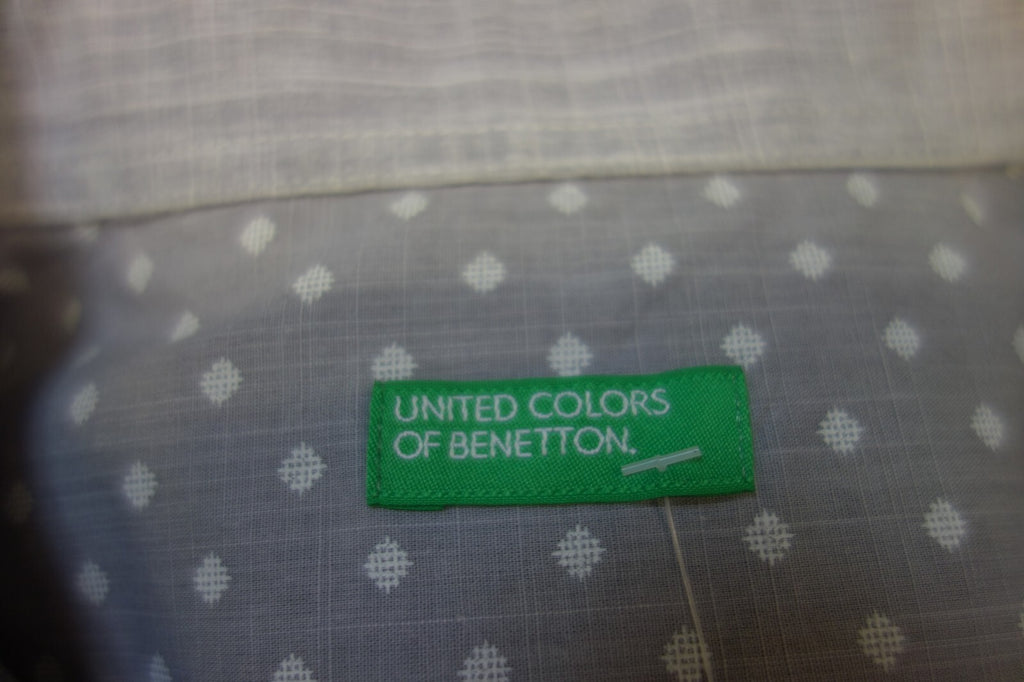 UNITED COLORS
OF BENETTON.